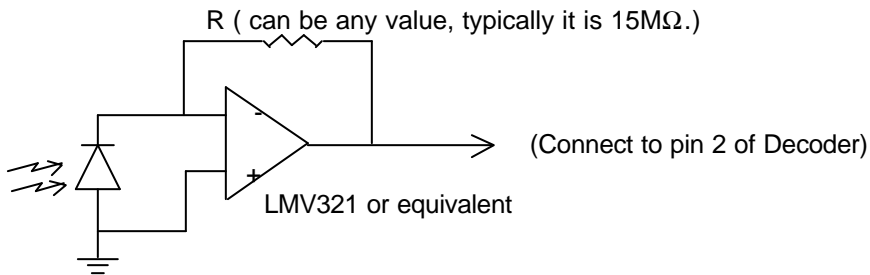 R ( can be any value, typically it is 15MΩ.)
-
(Connect to pin 2 of Decoder)
+
LMV321 or equivalent